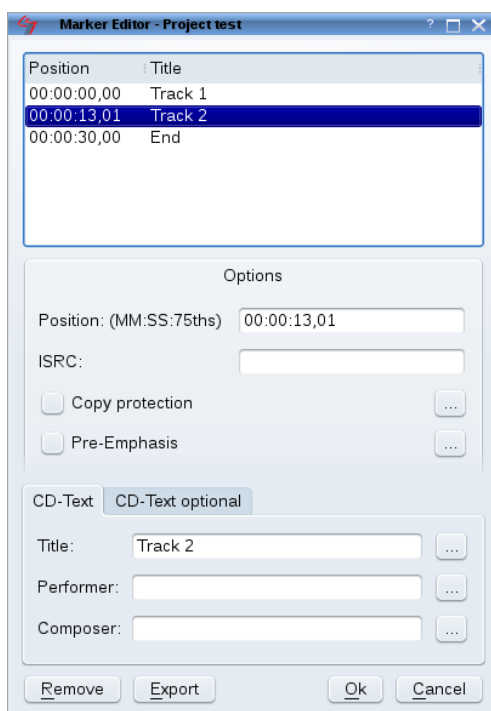 Marker Editor - Project test
Position Title
00:00:00,00 Track 1
00:00:13,01 Track 2
00:00:30,00 End
Options
Position: (MM:SS:75ths) 00:00:13,01
ISRC:
Copy protection ...
Pre-Emphasis ...
CD-Text CD-Text optional
Title: Track 2 ...
Performer: ...
Composer: ...
Remove Export Ok Cancel